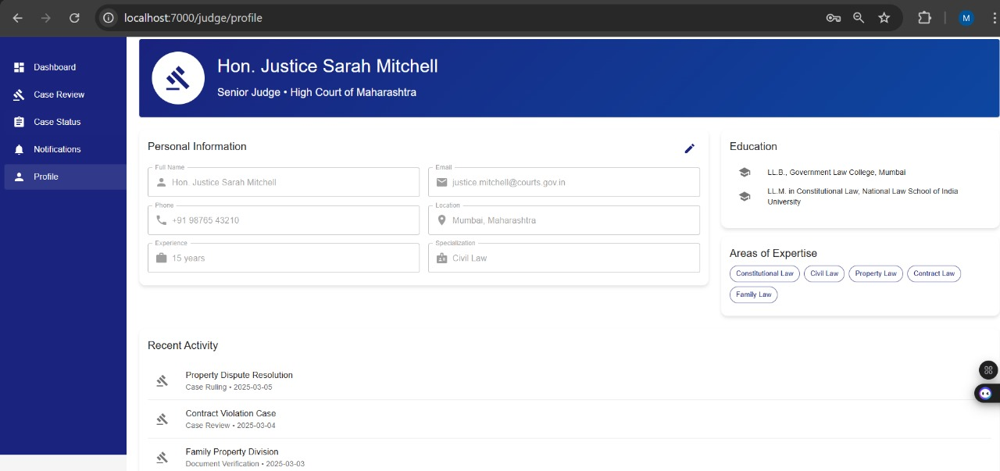 localhost:7000/judge/profile
M
Dashboard
Case Review
Case Status
Notifications
Profile
Hon. Justice Sarah Mitchell
Senior Judge • High Court of Maharashtra
Personal Information
Full Name
Hon. Justice Sarah Mitchell
Email
justice.mitchell@courts.gov.in
Phone
+91 98765 43210
Location
Mumbai, Maharashtra
Experience
15 years
Specialization
Civil Law
Education
LL.B., Government Law College, Mumbai
LL.M. in Constitutional Law, National Law School of India
University
Areas of Expertise
Constitutional Law
Civil Law
Property Law
Contract Law
Family Law
Recent Activity
Property Dispute Resolution
Case Ruling • 2025-03-05
Contract Violation Case
Case Review • 2025-03-04
Family Property Division
Document Verification • 2025-03-03